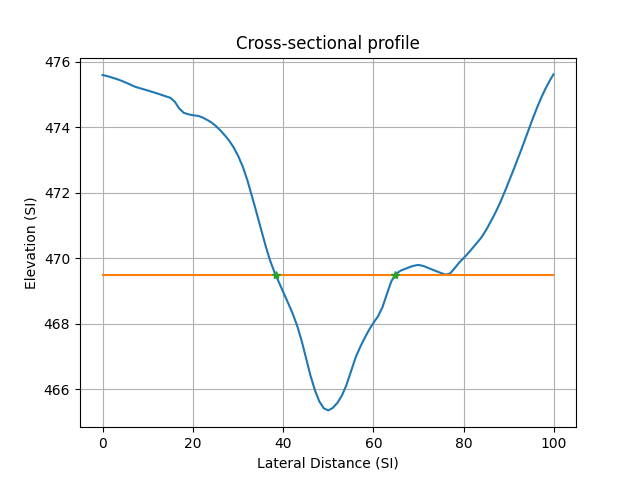 Cross-sectional profile
476
474
472
470
468
466
Elevation (SI)
0 20 40 60 80 100
Lateral Distance (SI)